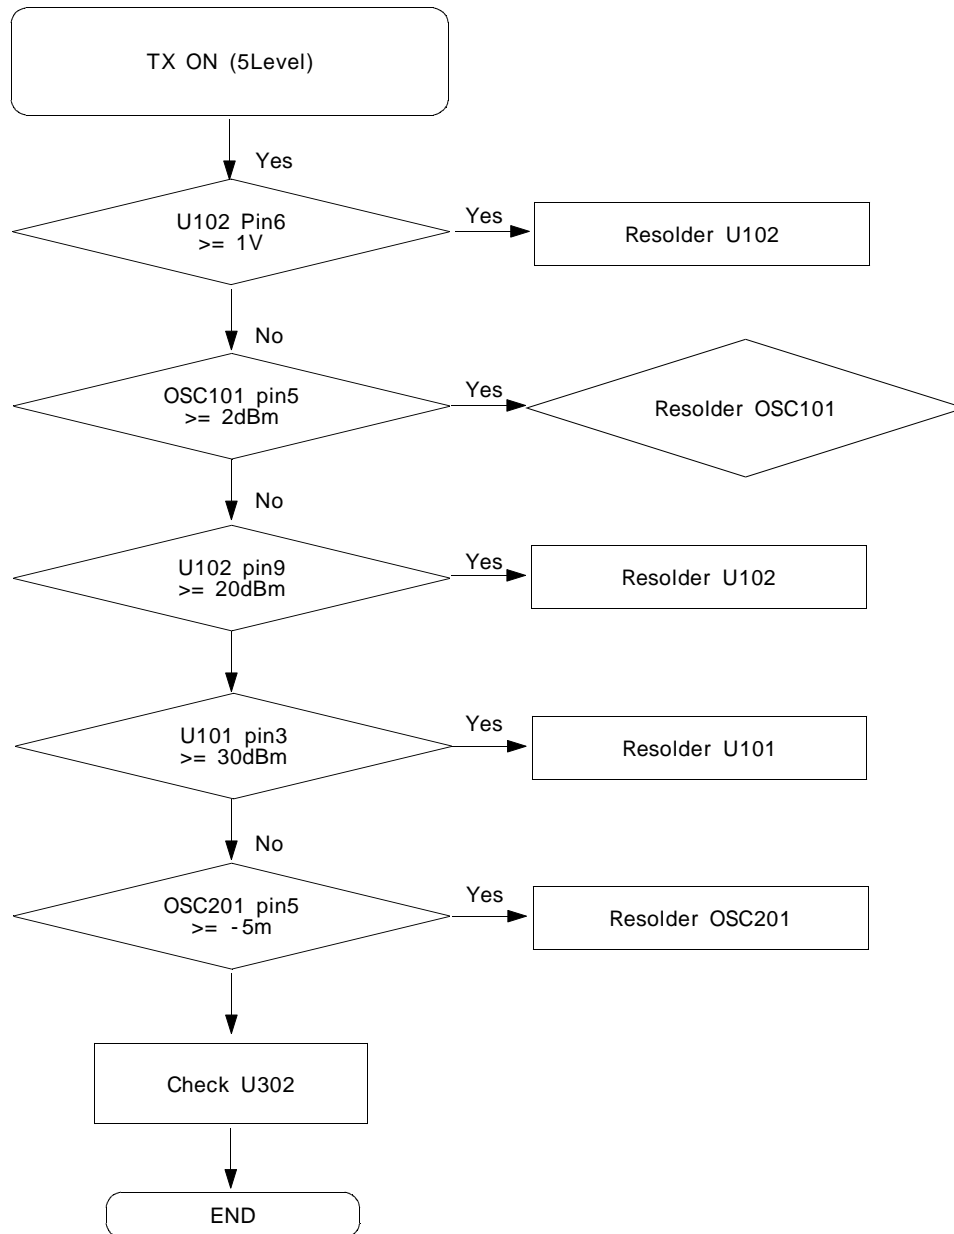 TX ON (5Level)
Yes
U102 Pin6
>= 1V
Yes
Resolder U102
No
OSC101 pin5
>= 2dBm
Yes
Resolder OSC101
No
U102 pin9
>= 20dBm
Yes
Resolder U102
U101 pin3
>= 30dBm
Yes
Resolder U101
No
OSC201 pin5
>= -5m
Yes
Resolder OSC201
Check U302
END